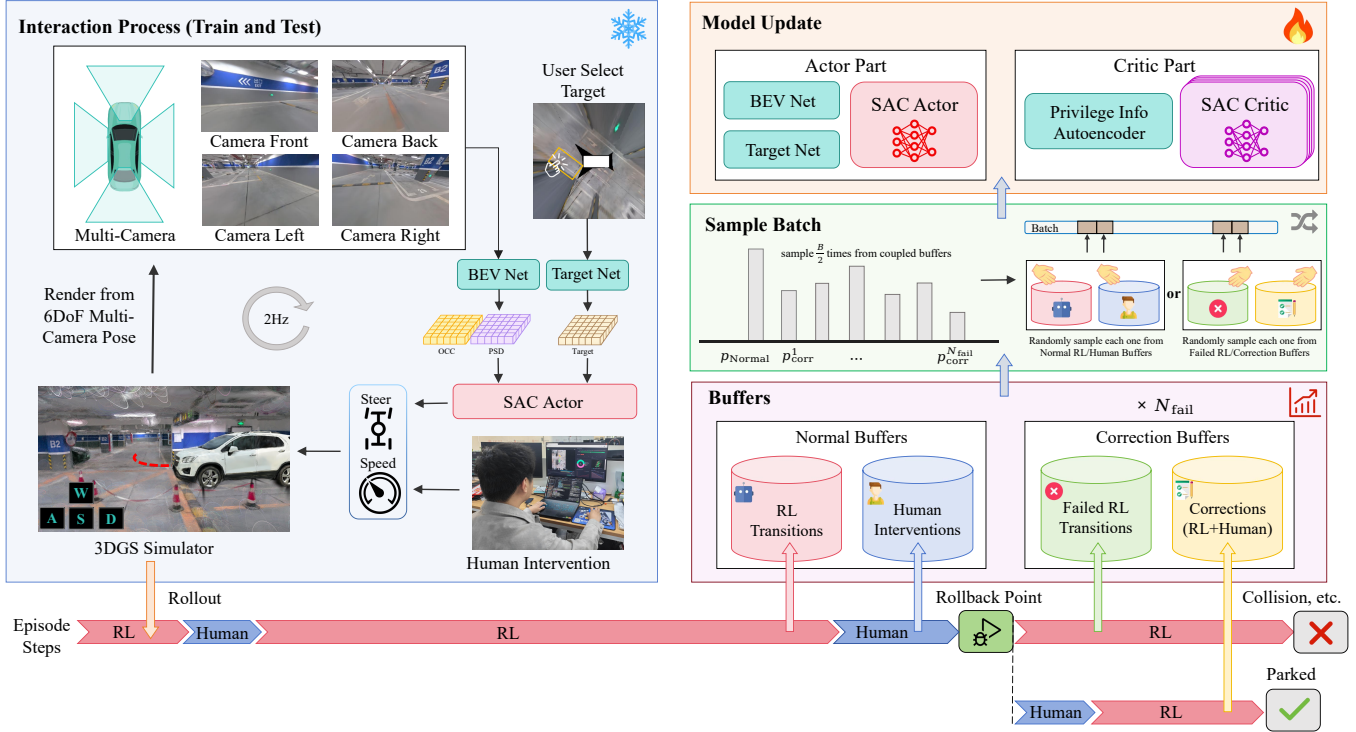 Interaction Process (Train and Test)
Camera Front
Camera Back
Multi-Camera
Camera Left
Camera Right
B2
User Select
Target
BEV Net
Target Net
OCC
PSD
Target
SAC Actor
Render from
6DoF Multi-
Camera Pose
2Hz
Steer
Speed
B2
W
A
S
D
3DGS Simulator
Human Intervention
Rollout
Model Update
Actor Part
BEV Net
Target Net
SAC Actor
Critic Part
Privilege Info
Autoencoder
SAC Critic
Sample Batch
sample B/2 times from coupled buffers
p_Normal
p^1_corr
...
p^{N_fail}_corr
Batch
or
Randomly sample each one from
Normal RL/Human Buffers
Randomly sample each one from
Failed RL/Correction Buffers
Buffers
× N_fail
Normal Buffers
RL
Transitions
Human
Interventions
Correction Buffers
Failed RL
Transitions
Corrections
(RL+Human)
Episode
Steps
RL
Human
RL
Human
Rollback Point
RL
Collision, etc.
Human
RL
Parked